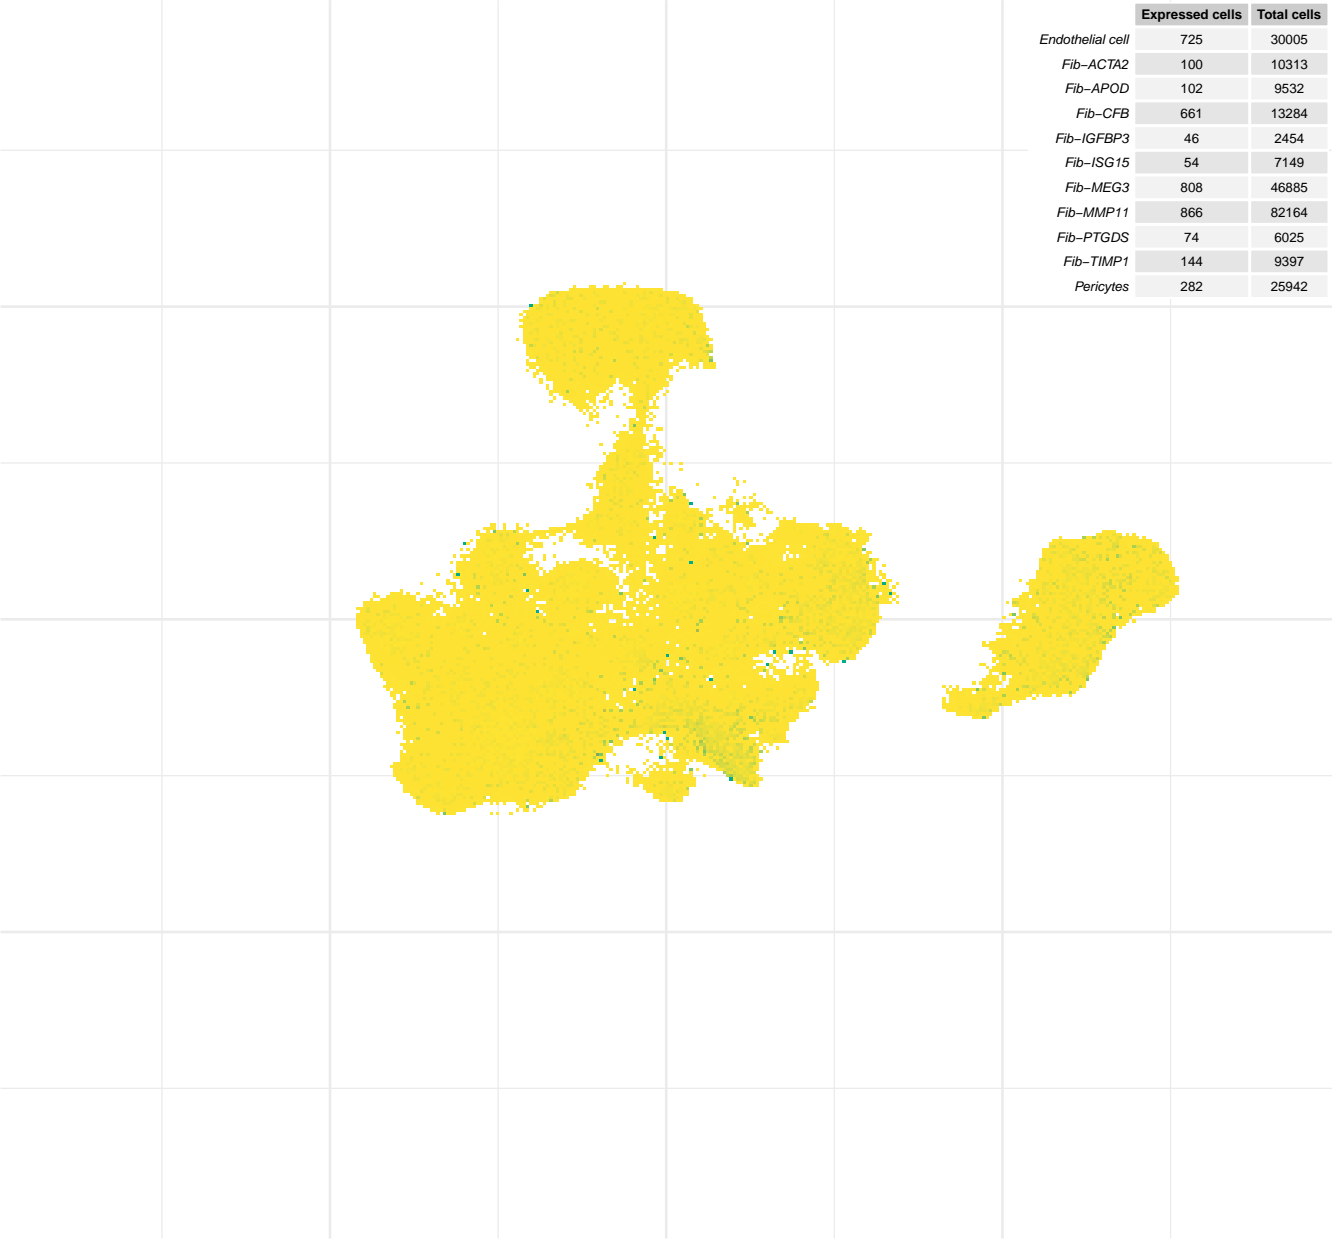 Expressed cells Total cells
Endothelial cell 725 30005
Fib−ACTA2 100 10313
Fib−APOD 102 9532
Fib−CFB 661 13284
Fib−IGFBP3 46 2454
Fib−ISG15 54 7149
Fib−MEG3 808 46885
Fib−MMP11 866 82164
Fib−PTGDS 74 6025
Fib−TIMP1 144 9397
Pericytes 282 25942